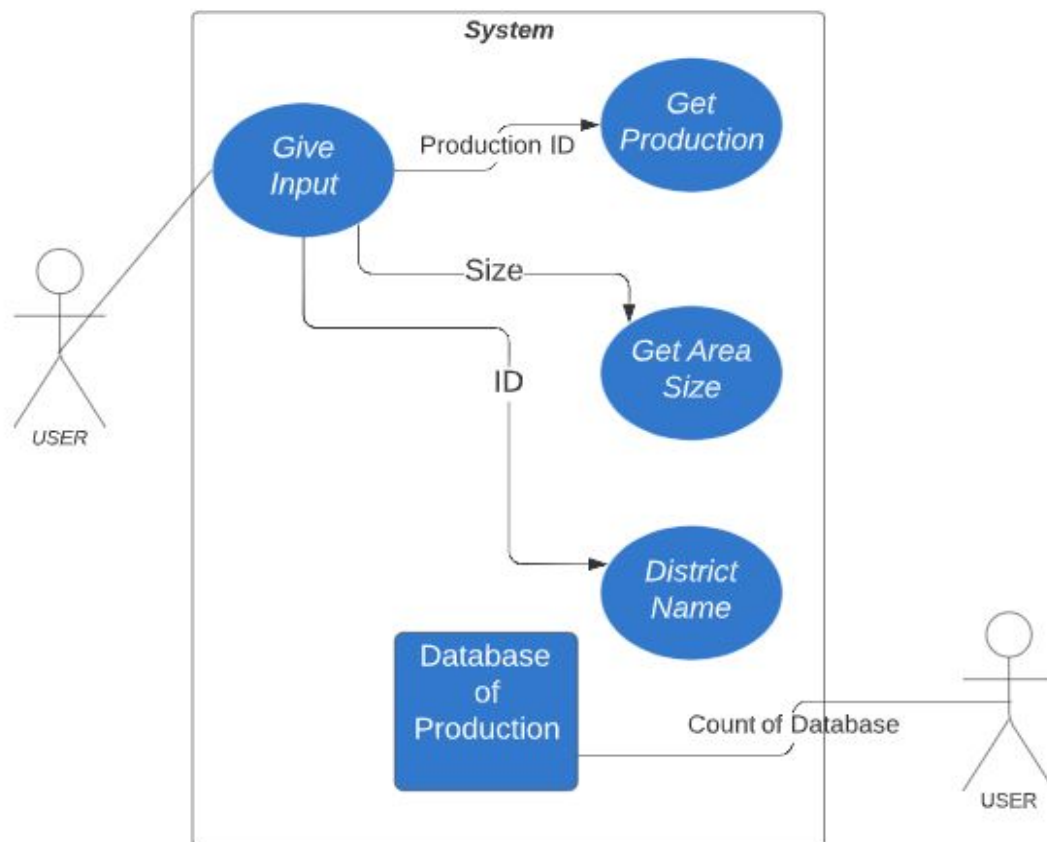 System
Get
Production
Give
Input
Production ID
Size
Get Area
Size
ID
USER
District
Name
Database
of
Production
Count of Database
USER